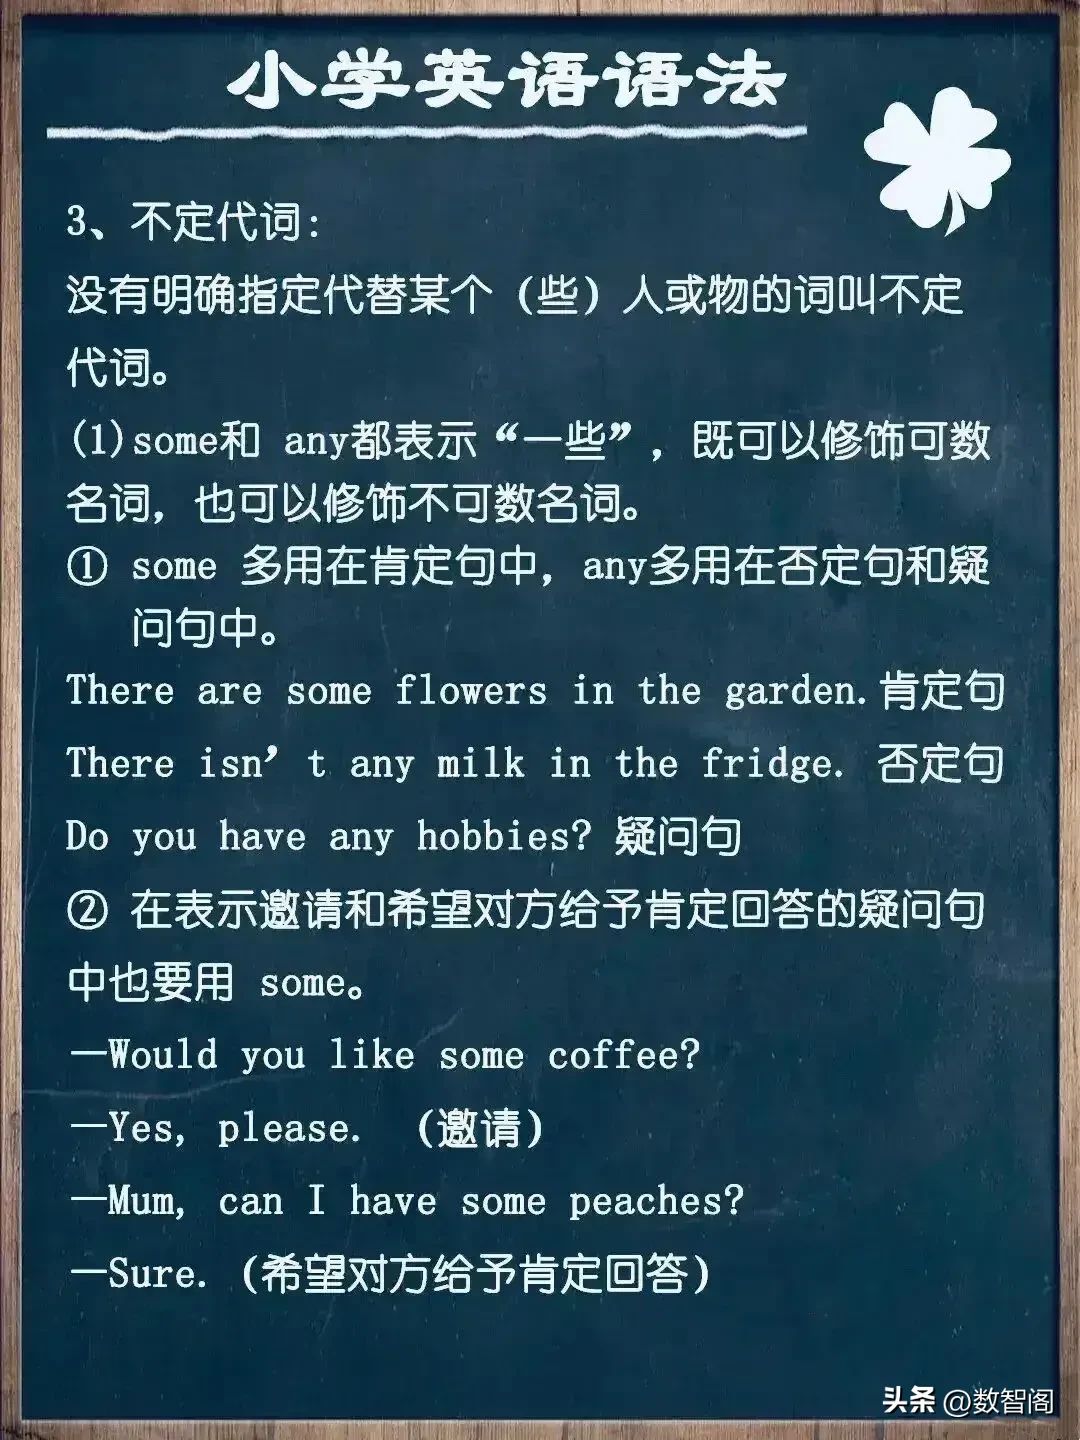 小学英语语法
3、不定代词：
没有明确指定代替某个（些）人或物的词叫不定
代词。
(1)some和 any都表示“一些”，既可以修饰可数
名词，也可以修饰不可数名词。
① some 多用在肯定句中，any多用在否定句和疑
问句中。
There are some flowers in the garden.肯定句
There isn’t any milk in the fridge. 否定句
Do you have any hobbies? 疑问句
② 在表示邀请和希望对方给予肯定回答的疑问句
中也要用 some。
—Would you like some coffee?
—Yes, please. （邀请）
—Mum, can I have some peaches?
—Sure.（希望对方给予肯定回答）
头条 @数智阁